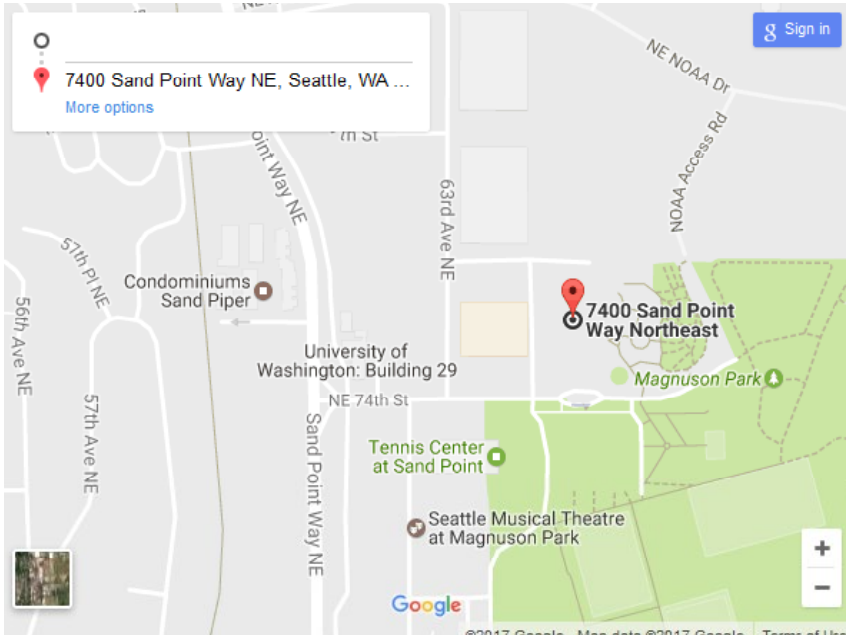 g Sign in
7400 Sand Point Way NE, Seattle, WA ...
More options
NE NOAA Dr
NOAA Access Rd
Point Way NE
63rd Ave NE
57th Pl NE
56th Ave NE
57th Ave NE
Condominiums
Sand Piper
7400 Sand Point
Way Northeast
University of
Washington: Building 29
Magnuson Park
NE 74th St
Sand Point Way NE
Tennis Center
at Sand Point
Seattle Musical Theatre
at Magnuson Park
+
−
Google
©2017 Google Map data ©2017 Google Terms of Use